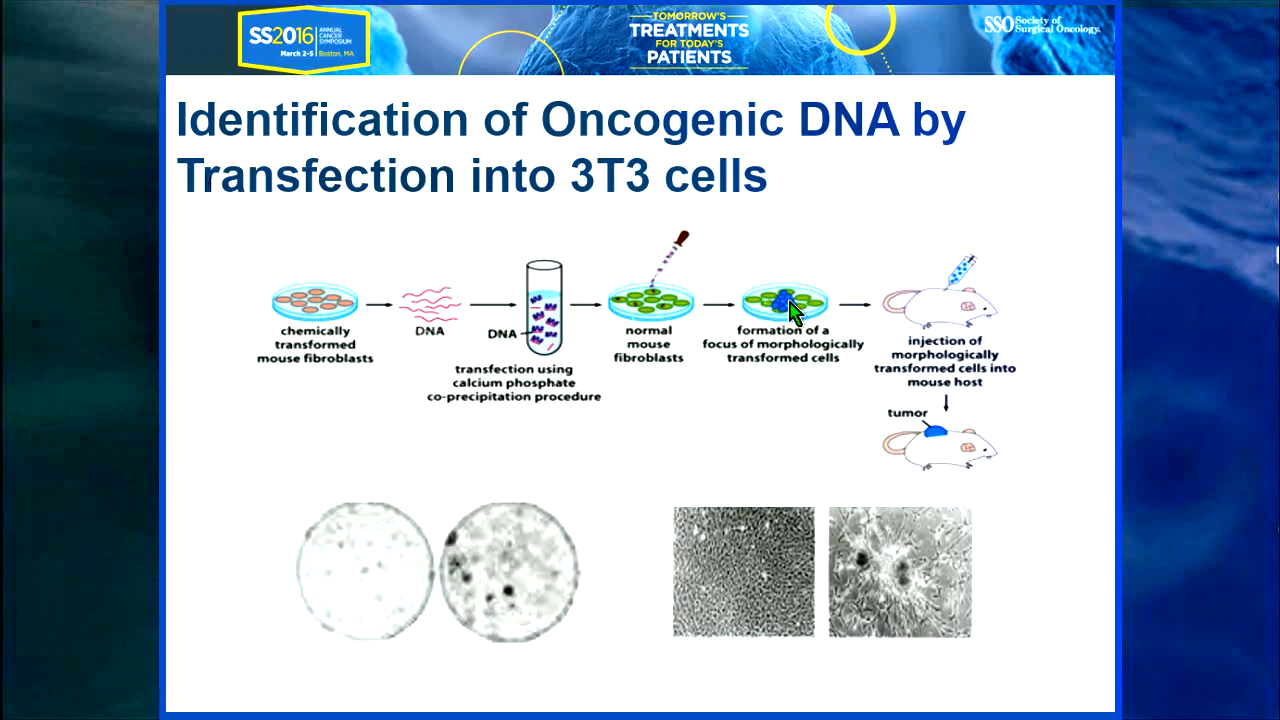 SS2016 ANNUAL CANCER SYMPOSIUM
March 2-5 | Boston, MA
TOMORROW'S
TREATMENTS
FOR TODAY'S
PATIENTS
SSO Society of Surgical Oncology.
Identification of Oncogenic DNA by
Transfection into 3T3 cells
chemically
transformed
mouse fibroblasts
DNA
DNA
transfection using
calcium phosphate
co-precipitation procedure
normal
mouse
fibroblasts
formation of a
focus of morphologically
transformed cells
injection of
morphologically
transformed cells into
mouse host
tumor